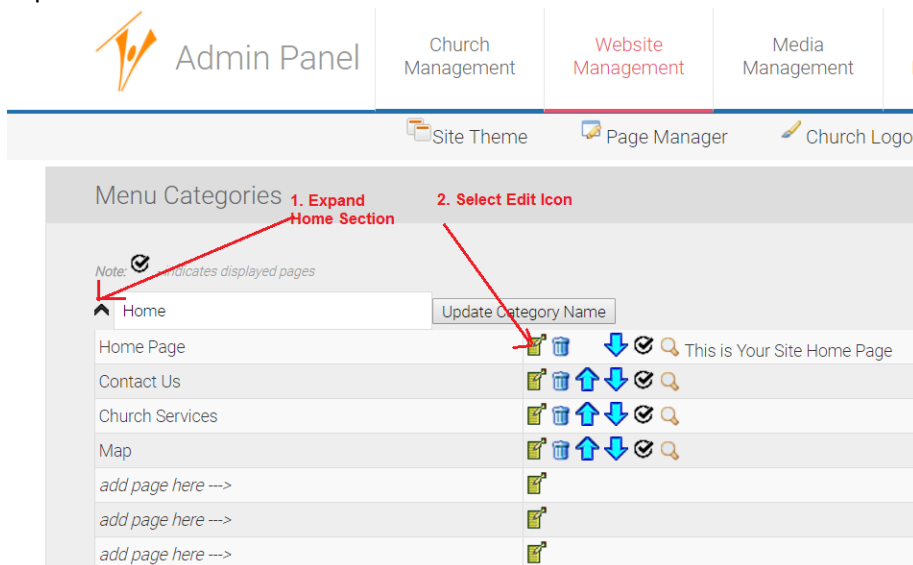 Admin Panel
Church
Management
Website
Management
Media
Management
Site Theme
Page Manager
Church Logo
Menu Categories
1. Expand
Home Section
2. Select Edit Icon
Note: indicates displayed pages
Home
Update Category Name
Home Page
This is Your Site Home Page
Contact Us
Church Services
Map
add page here --->
add page here --->
add page here --->